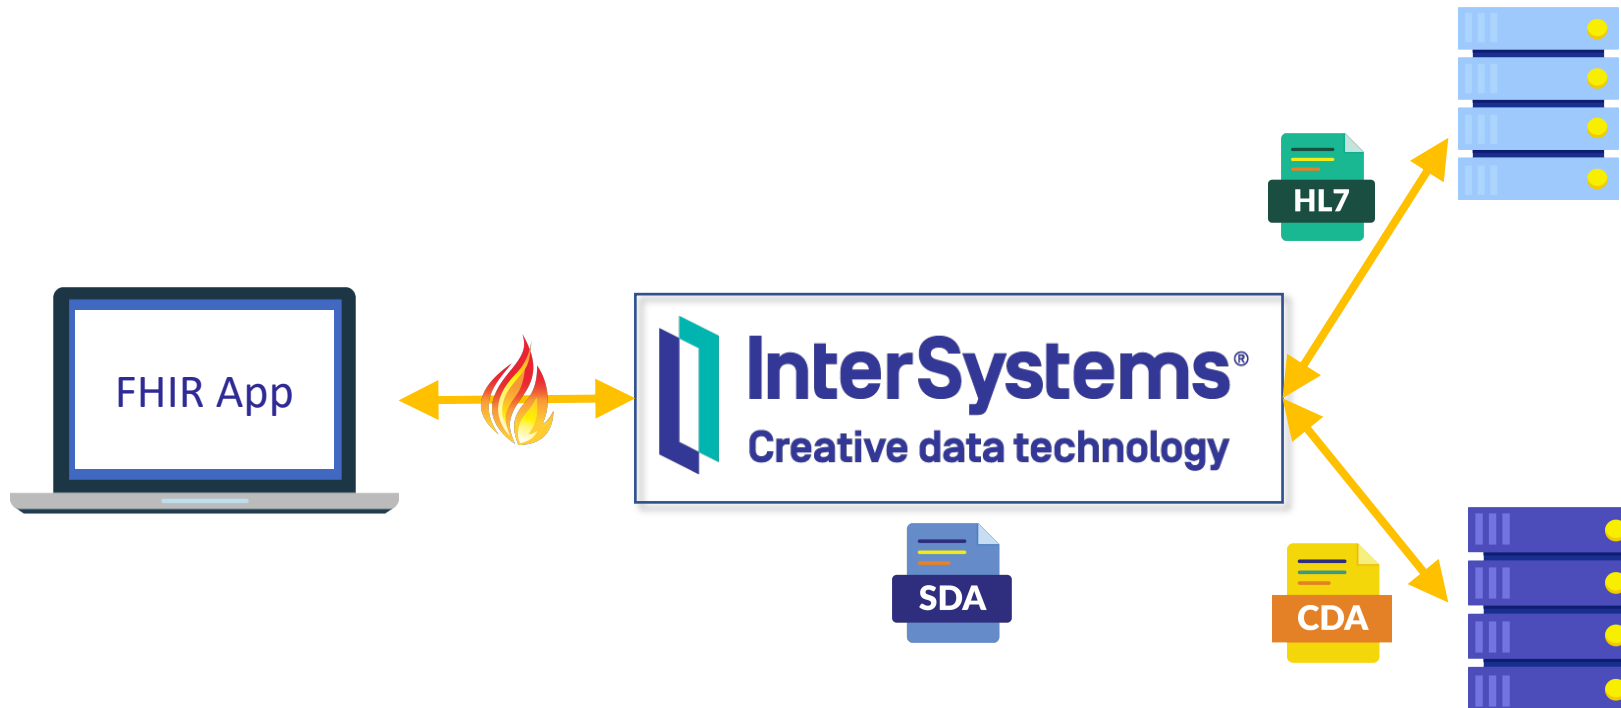 HL7
FHIR App
InterSystems®
Creative data technology
SDA
CDA